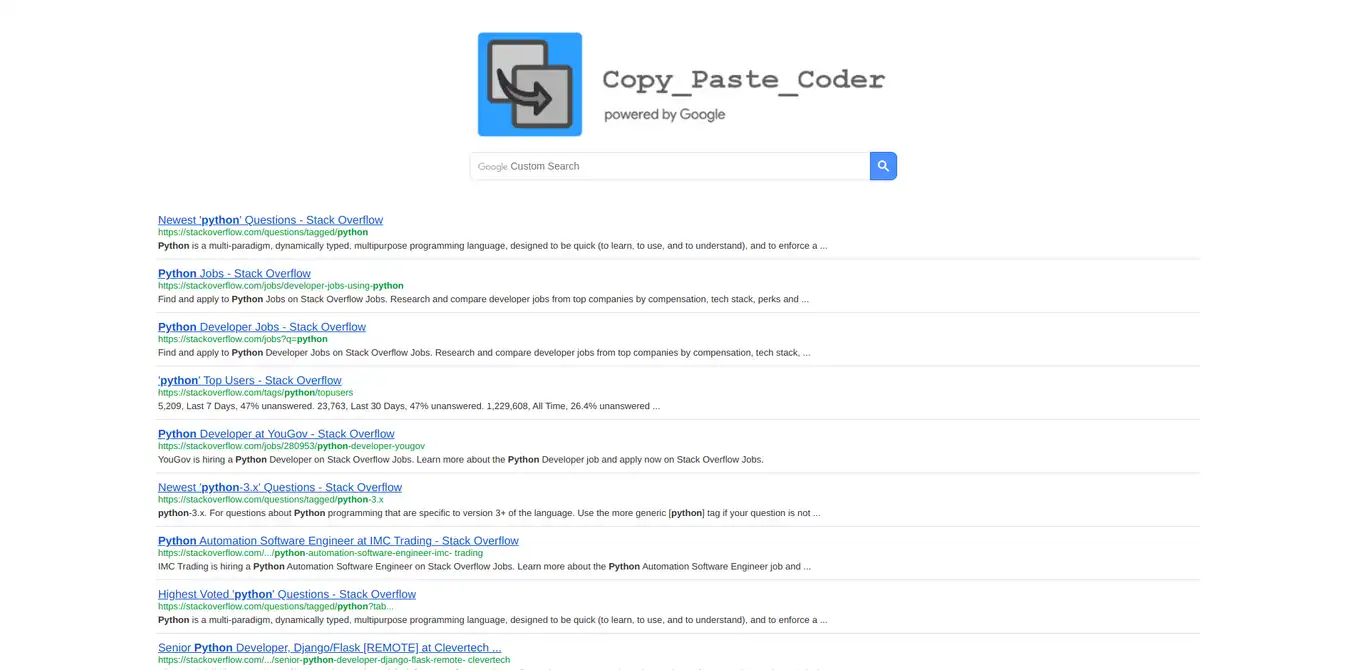 Copy_Paste_Coder
powered by Google
Google Custom Search
Newest 'python' Questions - Stack Overflow
https://stackoverflow.com/questions/tagged/python
Python is a multi-paradigm, dynamically typed, multipurpose programming language, designed to be quick (to learn, to use, and to understand), and to enforce a ...
Python Jobs - Stack Overflow
https://stackoverflow.com/jobs/developer-jobs-using-python
Find and apply to Python Jobs on Stack Overflow Jobs. Research and compare developer jobs from top companies by compensation, tech stack, perks and ...
Python Developer Jobs - Stack Overflow
https://stackoverflow.com/jobs?q=python
Find and apply to Python Developer Jobs on Stack Overflow Jobs. Research and compare developer jobs from top companies by compensation, tech stack, ...
'python' Top Users - Stack Overflow
https://stackoverflow.com/tags/python/topusers
5,209, Last 7 Days, 47% unanswered. 23,763, Last 30 Days, 47% unanswered. 1,229,608, All Time, 26.4% unanswered ...
Python Developer at YouGov - Stack Overflow
https://stackoverflow.com/jobs/280953/python-developer-yougov
YouGov is hiring a Python Developer on Stack Overflow Jobs. Learn more about the Python Developer job and apply now on Stack Overflow Jobs.
Newest 'python-3.x' Questions - Stack Overflow
https://stackoverflow.com/questions/tagged/python-3.x
python-3.x. For questions about Python programming that are specific to version 3+ of the language. Use the more generic [python] tag if your question is not ...
Python Automation Software Engineer at IMC Trading - Stack Overflow
https://stackoverflow.com/.../python-automation-software-engineer-imc- trading
IMC Trading is hiring a Python Automation Software Engineer on Stack Overflow Jobs. Learn more about the Python Automation Software Engineer job and ...
Highest Voted 'python' Questions - Stack Overflow
https://stackoverflow.com/questions/tagged/python?tab...
Python is a multi-paradigm, dynamically typed, multipurpose programming language, designed to be quick (to learn, to use, and to understand), and to enforce a ...
Senior Python Developer, Django/Flask [REMOTE] at Clevertech ...
https://stackoverflow.com/.../senior-python-developer-django-flask-remote- clevertech